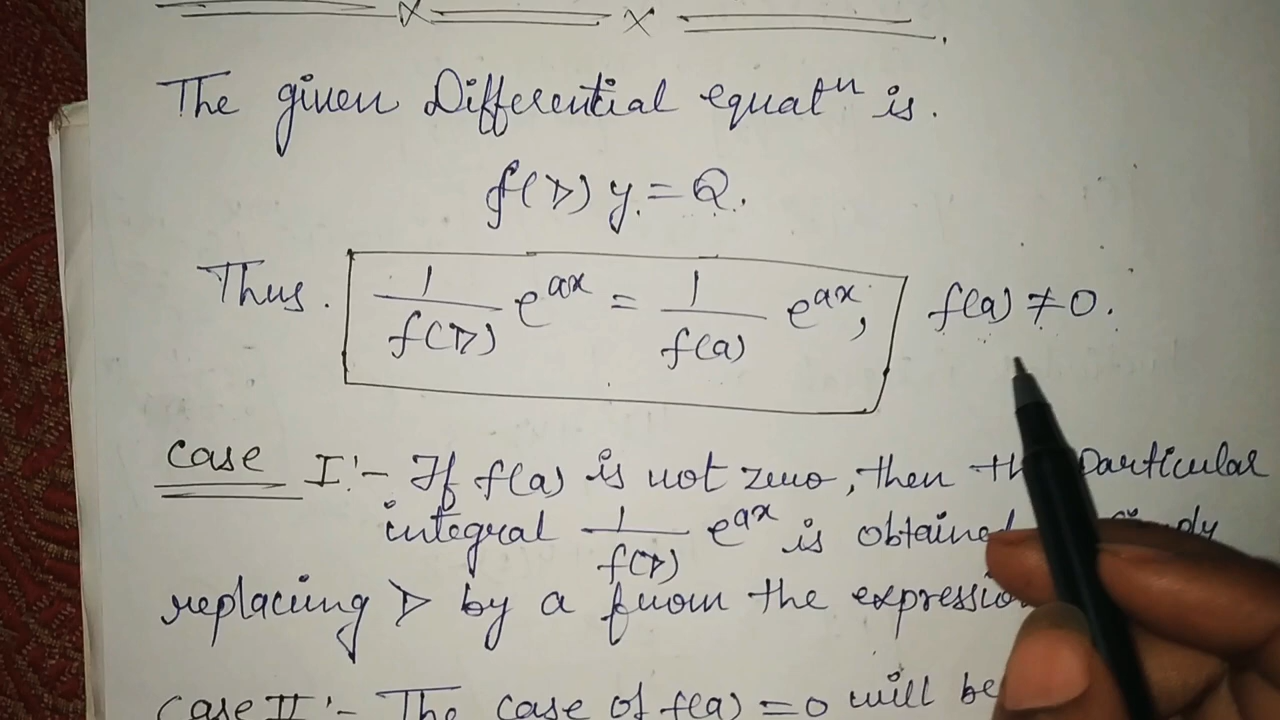 The given Differential equatⁿ is.
f(D) y = Q.
Thus. 1/f(D) e^{ax} = 1/f(a) e^{ax}; f(a) ≠ 0.
Case I:- If f(a) is not zero, then the Particular
integral 1/f(D) e^{ax} is obtained
replacing D by a from the expression
Case II:- The case of f(a) = 0 will be